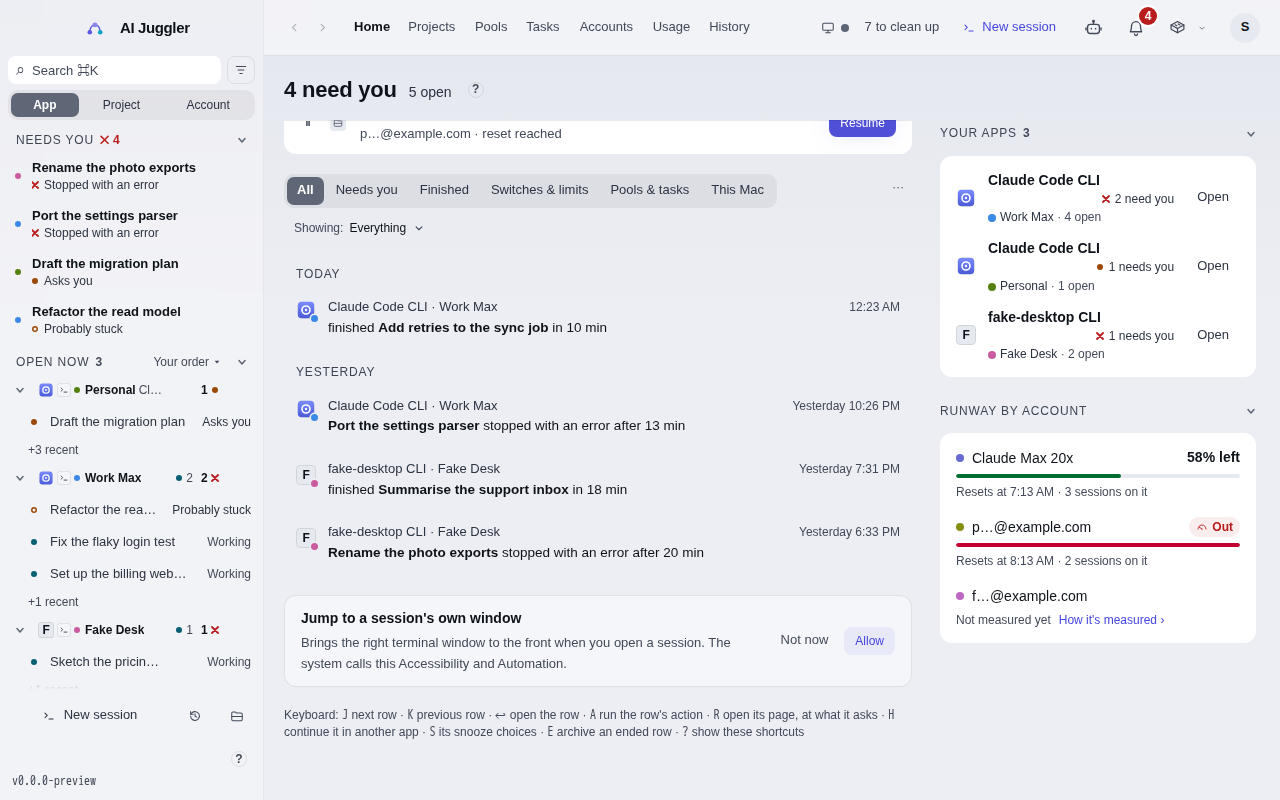 AI Juggler
Search ⌘K
App Project Account
NEEDS YOU 4
Rename the photo exports
Stopped with an error
Port the settings parser
Stopped with an error
Draft the migration plan
Asks you
Refactor the read model
Probably stuck
OPEN NOW 3 Your order
Personal Cl… 1
Draft the migration plan Asks you
+3 recent
Work Max 2 2
Refactor the rea… Probably stuck
Fix the flaky login test Working
Set up the billing web… Working
+1 recent
F Fake Desk 1 1
Sketch the pricin… Working
New session
?
v0.0.0-preview
Home Projects Pools Tasks Accounts Usage History
7 to clean up New session 4 S
4 need you 5 open ?
p…@example.com · reset reached Resume
All Needs you Finished Switches & limits Pools & tasks This Mac ···
Showing: Everything
TODAY
Claude Code CLI · Work Max 12:23 AM
finished Add retries to the sync job in 10 min
YESTERDAY
Claude Code CLI · Work Max Yesterday 10:26 PM
Port the settings parser stopped with an error after 13 min
F fake-desktop CLI · Fake Desk Yesterday 7:31 PM
finished Summarise the support inbox in 18 min
F fake-desktop CLI · Fake Desk Yesterday 6:33 PM
Rename the photo exports stopped with an error after 20 min
Jump to a session's own window
Brings the right terminal window to the front when you open a session. The
system calls this Accessibility and Automation.
Not now Allow
Keyboard: J next row · K previous row · ↩ open the row · A run the row's action · R open its page, at what it asks · H
continue it in another app · S its snooze choices · E archive an ended row · ? show these shortcuts
YOUR APPS 3
Claude Code CLI
2 need you Open
Work Max · 4 open
Claude Code CLI
1 needs you Open
Personal · 1 open
fake-desktop CLI
F 1 needs you Open
Fake Desk · 2 open
RUNWAY BY ACCOUNT
Claude Max 20x 58% left
Resets at 7:13 AM · 3 sessions on it
p…@example.com Out
Resets at 8:13 AM · 2 sessions on it
f…@example.com
Not measured yet How it's measured ›